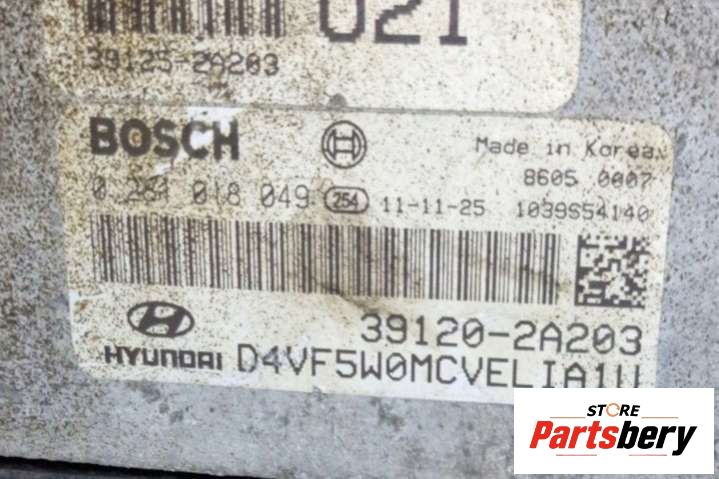 021
39125-2A203
BOSCH
Made in Korea
8605 0007
0 281 018 049 254 11-11-25 1039S54140
39120-2A203
HYUNDAI D4VF5W0MCVELIA1U
STORE
Partsbery